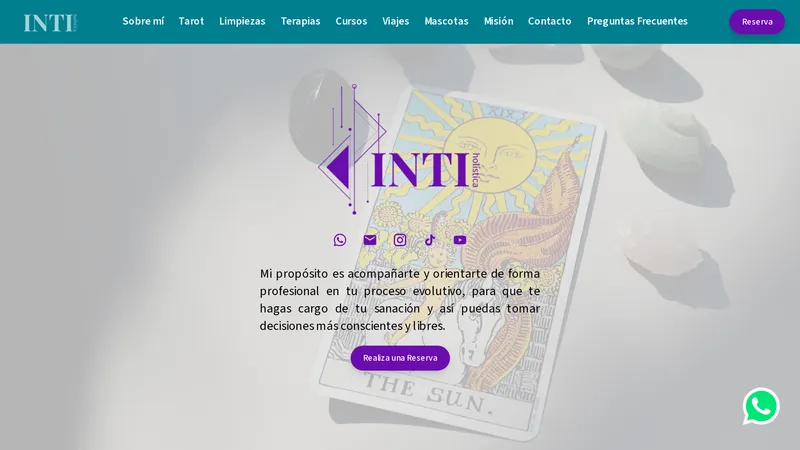 INTI holística
Sobre mí Tarot Limpiezas Terapias Cursos Viajes Mascotas Misión Contacto Preguntas Frecuentes
Reserva
XIX
INTI holística
Mi propósito es acompañarte y orientarte de forma
profesional en tu proceso evolutivo, para que te
hagas cargo de tu sanación y así puedas tomar
decisiones más conscientes y libres.
Realiza una Reserva
THE SUN.